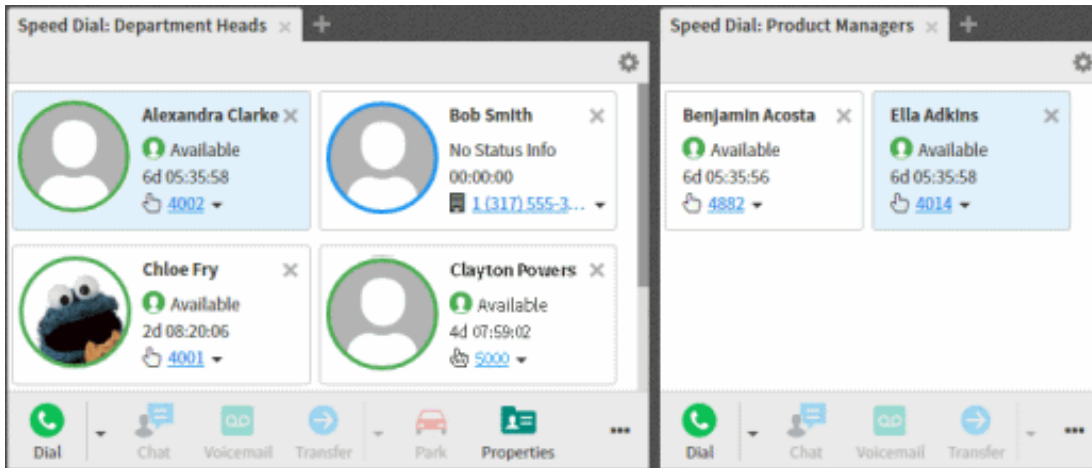 Speed Dial: Department Heads
Alexandra Clarke
Available
6d 05:35:58
4002
Bob Smith
No Status Info
00:00:00
1 (317) 555-3...
Chloe Fry
Available
2d 08:20:06
4001
Clayton Powers
Available
4d 07:59:02
5000
Dial
Chat
Voicemail
Transfer
Park
Properties
Speed Dial: Product Managers
Benjamin Acosta
Available
6d 05:35:56
4882
Ella Adkins
Available
6d 05:35:58
4014
Dial
Chat
Voicemail
Transfer